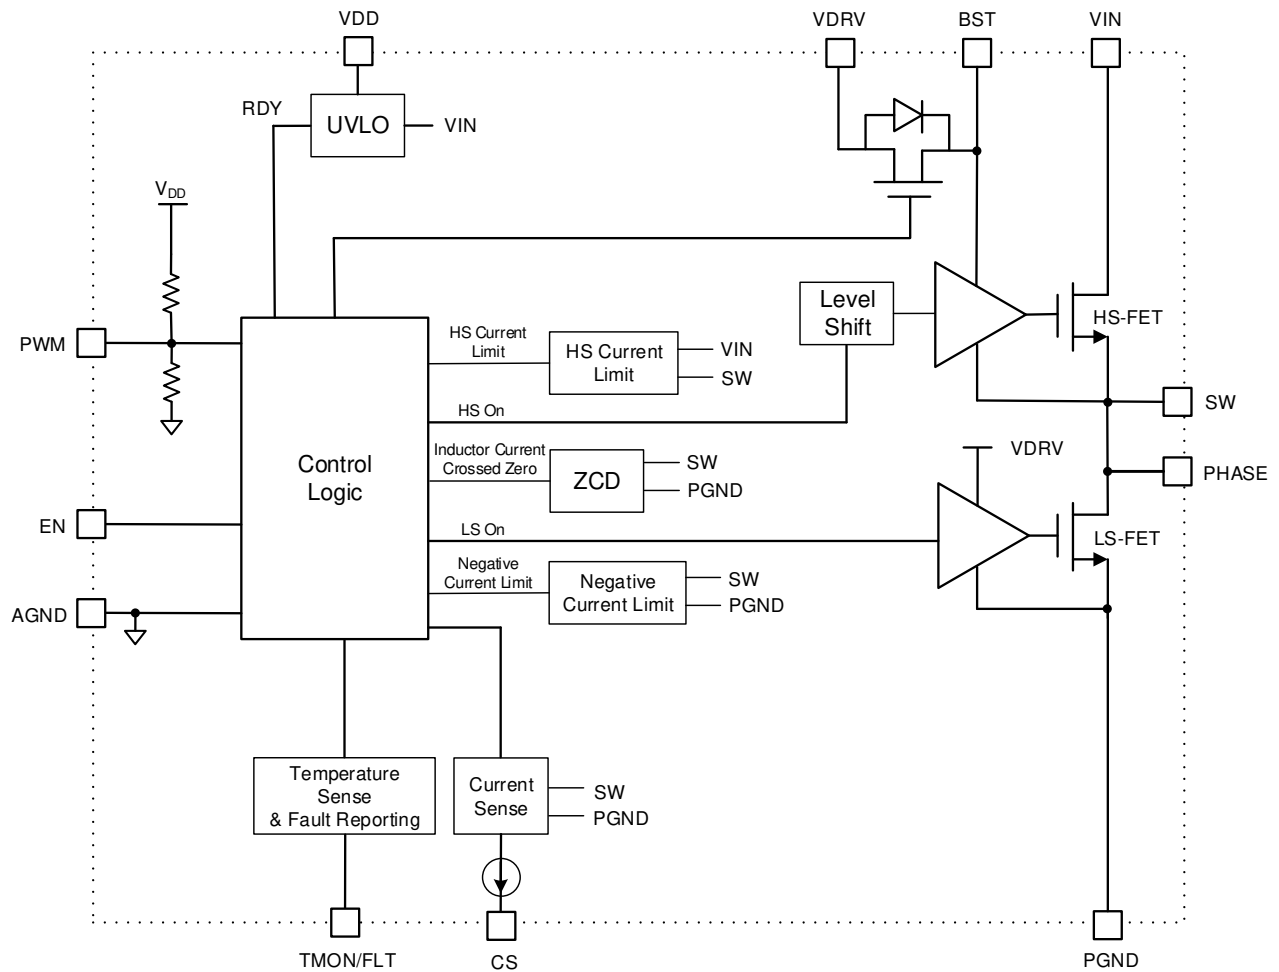 VDD
VDRV
BST
VIN
RDY
UVLO
VIN
VDD
Level
Shift
HS-FET
PWM
HS Current
Limit
HS Current
Limit
VIN
SW
HS On
SW
Control
Logic
Inductor Current
Crossed Zero
ZCD
SW
PGND
VDRV
PHASE
EN
LS On
LS-FET
Negative
Current Limit
Negative
Current Limit
SW
PGND
AGND
Temperature
Sense
& Fault Reporting
Current
Sense
SW
PGND
TMON/FLT
CS
PGND